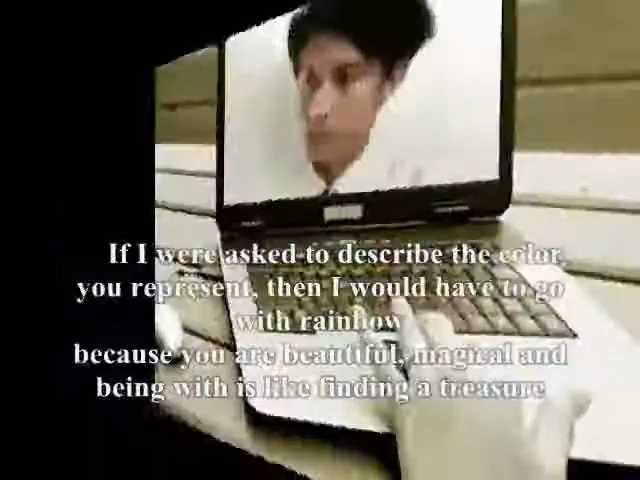 If I were asked to describe the color,
you represent, then I would have to go
with rainbow
because you are beautiful, magical and
being with is like finding a treasure